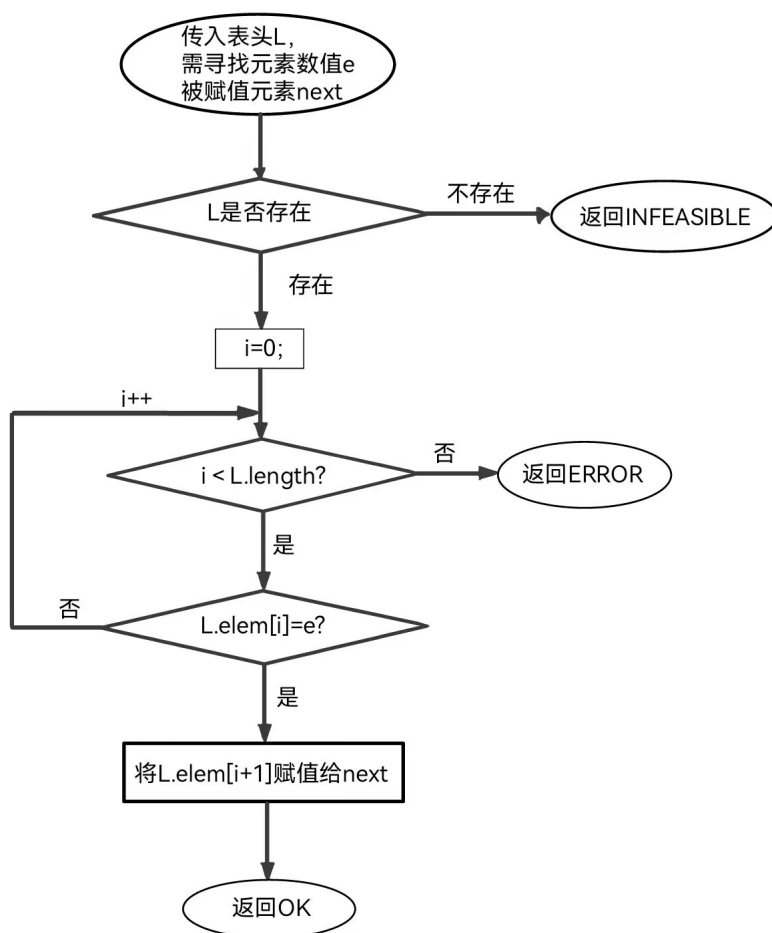 传入表头L，
需寻找元素数值e
被赋值元素next
L是否存在
不存在
返回INFEASIBLE
存在
i=0;
i++
i < L.length?
否
返回ERROR
是
L.elem[i]=e?
否
是
将L.elem[i+1]赋值给next
返回OK